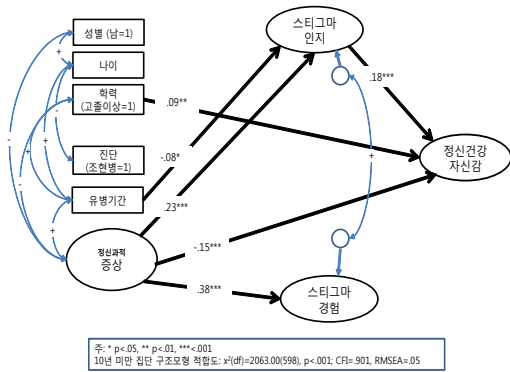 성별 (남=1)
나이
학력
(고졸이상=1)
진단
(조현병=1)
유병기간
정신과적
증상
스티그마
인지
정신건강
자신감
스티그마
경험
.18***
.09**
-.08*
.23***
-.15***
.38***
+
-
-
+
+
-
+
+
주: * p<.05, ** p<.01, ***<.001
10년 미만 집단 구조모형 적합도: x²(df)=2063.00(598), p<.001; CFI=.901, RMSEA=.05